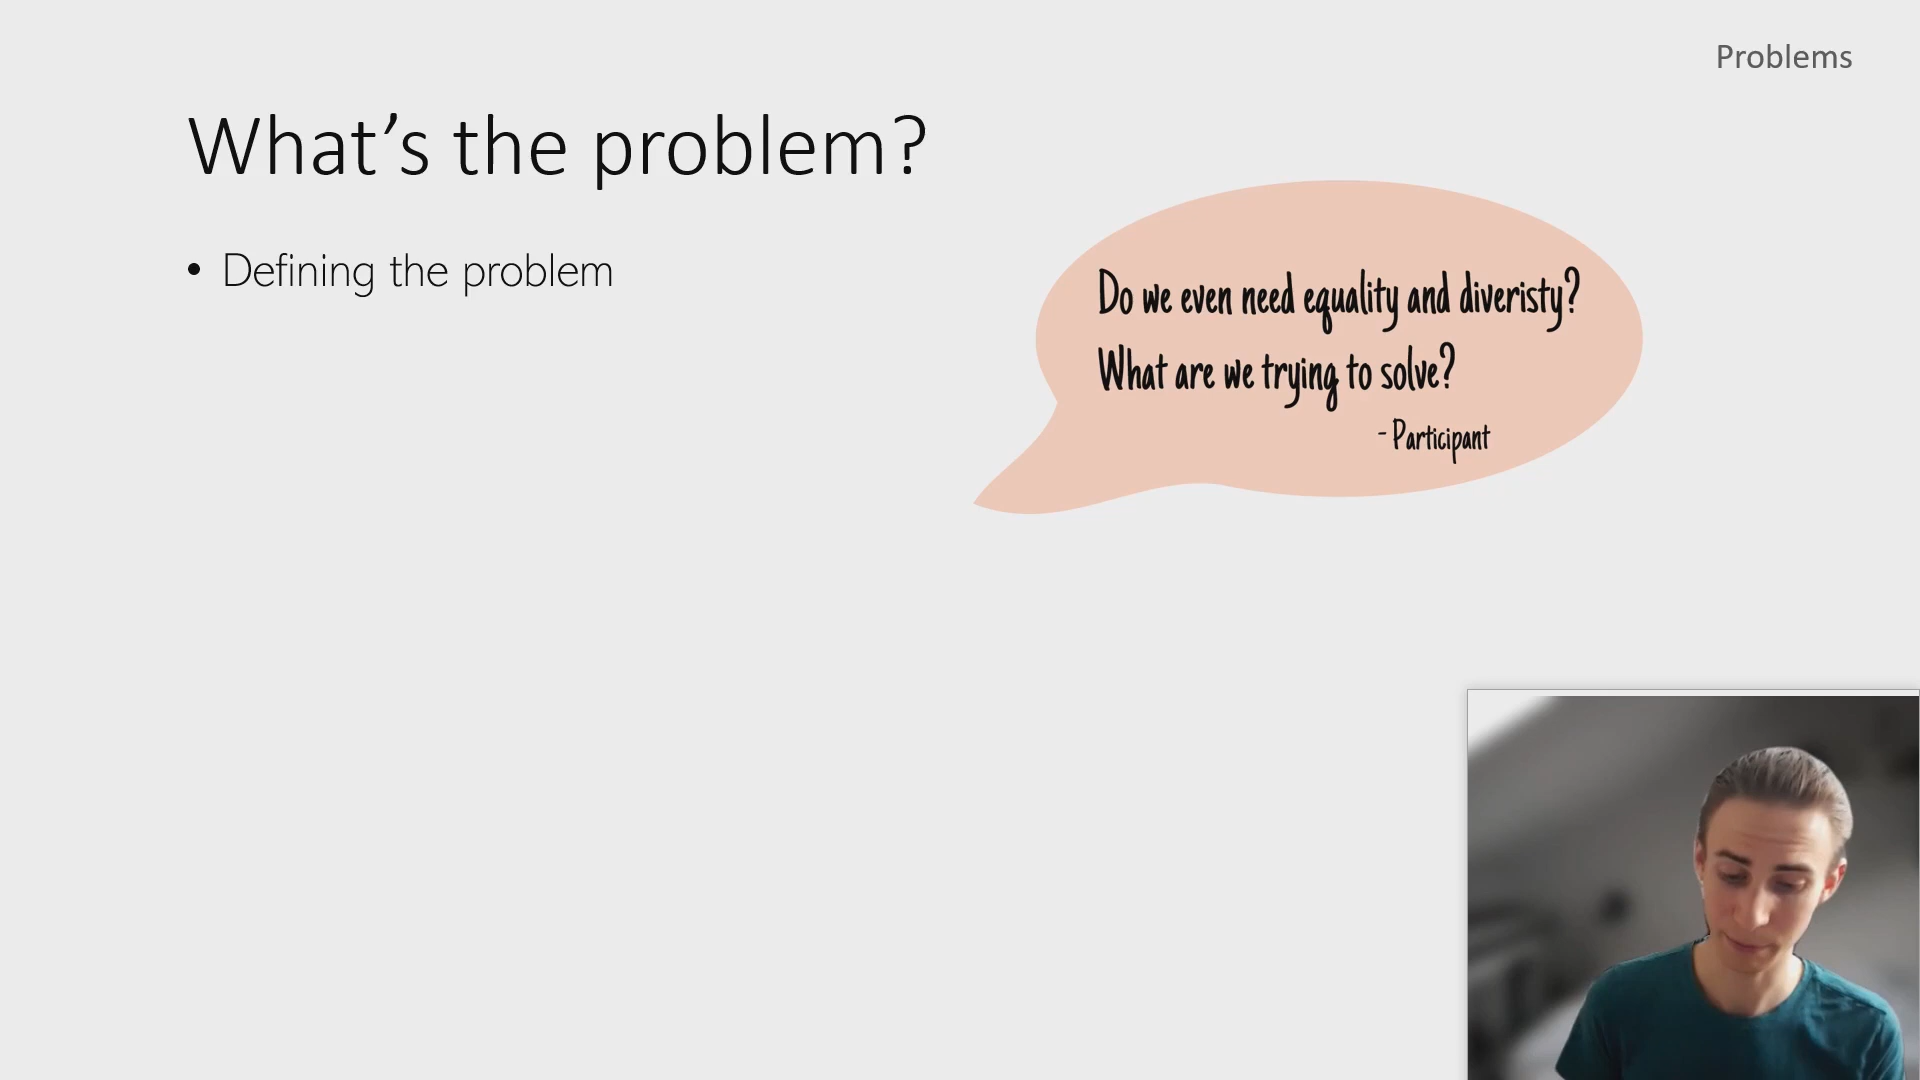 Problems
What’s the problem?
• Defining the problem
Do we even need equality and diveristy?
What are we trying to solve?
- Participant